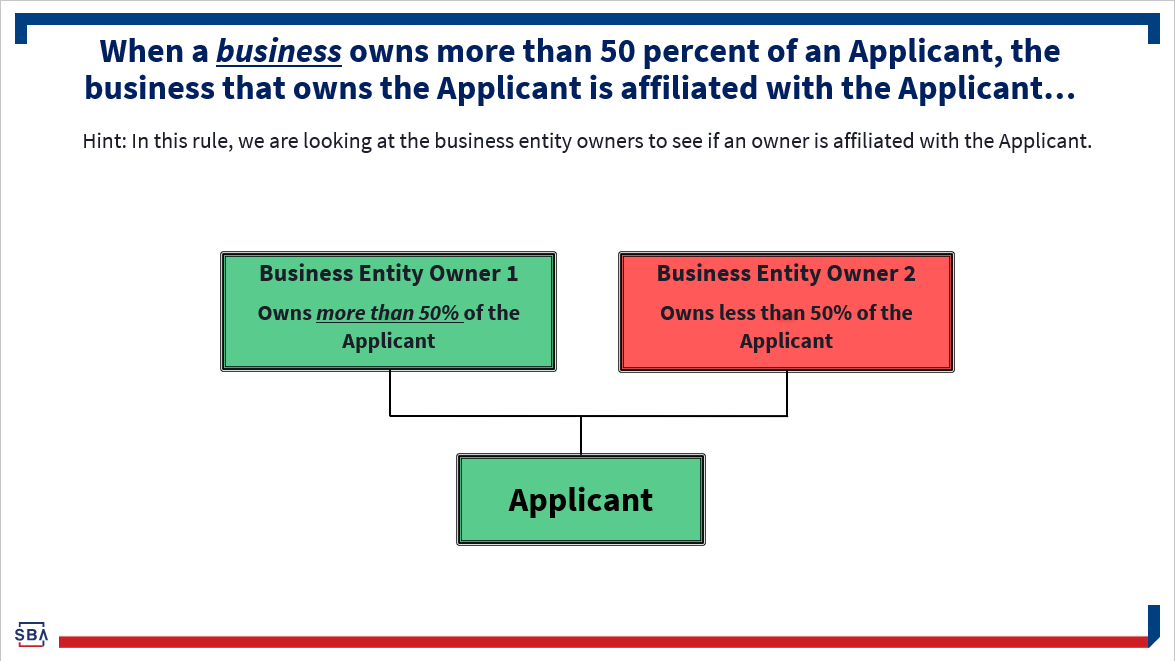 When a business owns more than 50 percent of an Applicant, the
business that owns the Applicant is affiliated with the Applicant…
Hint: In this rule, we are looking at the business entity owners to see if an owner is affiliated with the Applicant.
Business Entity Owner 1
Owns more than 50% of the
Applicant
Business Entity Owner 2
Owns less than 50% of the
Applicant
Applicant
SBA